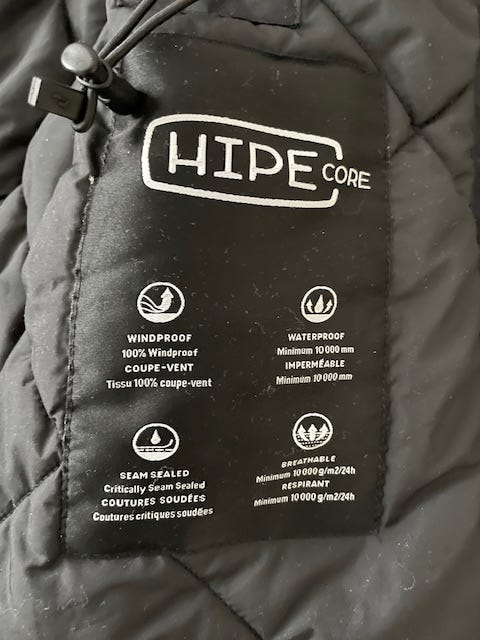 HIPE CORE
WINDPROOF
100% Windproof
COUPE-VENT
Tissu 100% coupe-vent
WATERPROOF
Minimum 10 000 mm
IMPERMÉABLE
Minimum 10 000 mm
SEAM SEALED
Critically Seam Sealed
COUTURES SOUDÉES
Coutures critiques soudées
BREATHABLE
Minimum 10 000 g/m2/24h
RESPIRANT
Minimum 10 000 g/m2/24h